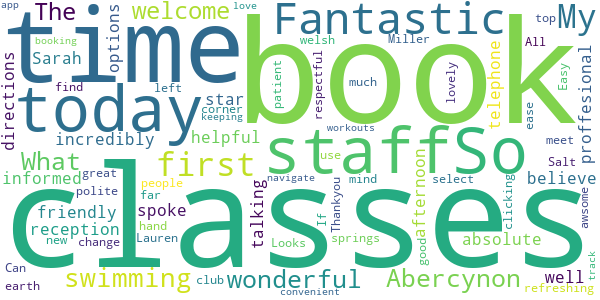 app
love
The
welcome
Fantastic
top
My
time
book
booking
Sarah
options
welsh
Miller
All
directions
find
left
star
corner
keeping
patient
respectful
much
lovely
telephone
Easy
ease
proffesional
today
incredibly
helpful
staff
So
meet
What
first
informed
great
believe
Salt
polite
people
talking
use
workouts
navigate
mind
select
classes
friendly
spoke
far
hand
Thankyou
If
afternoon
clicking
awsome
reception
new
change
Lauren
Looks
springs
good
absolute
Can
earth
swimming
club
wonderful
convenient
Abercynon
well
refreshing
track